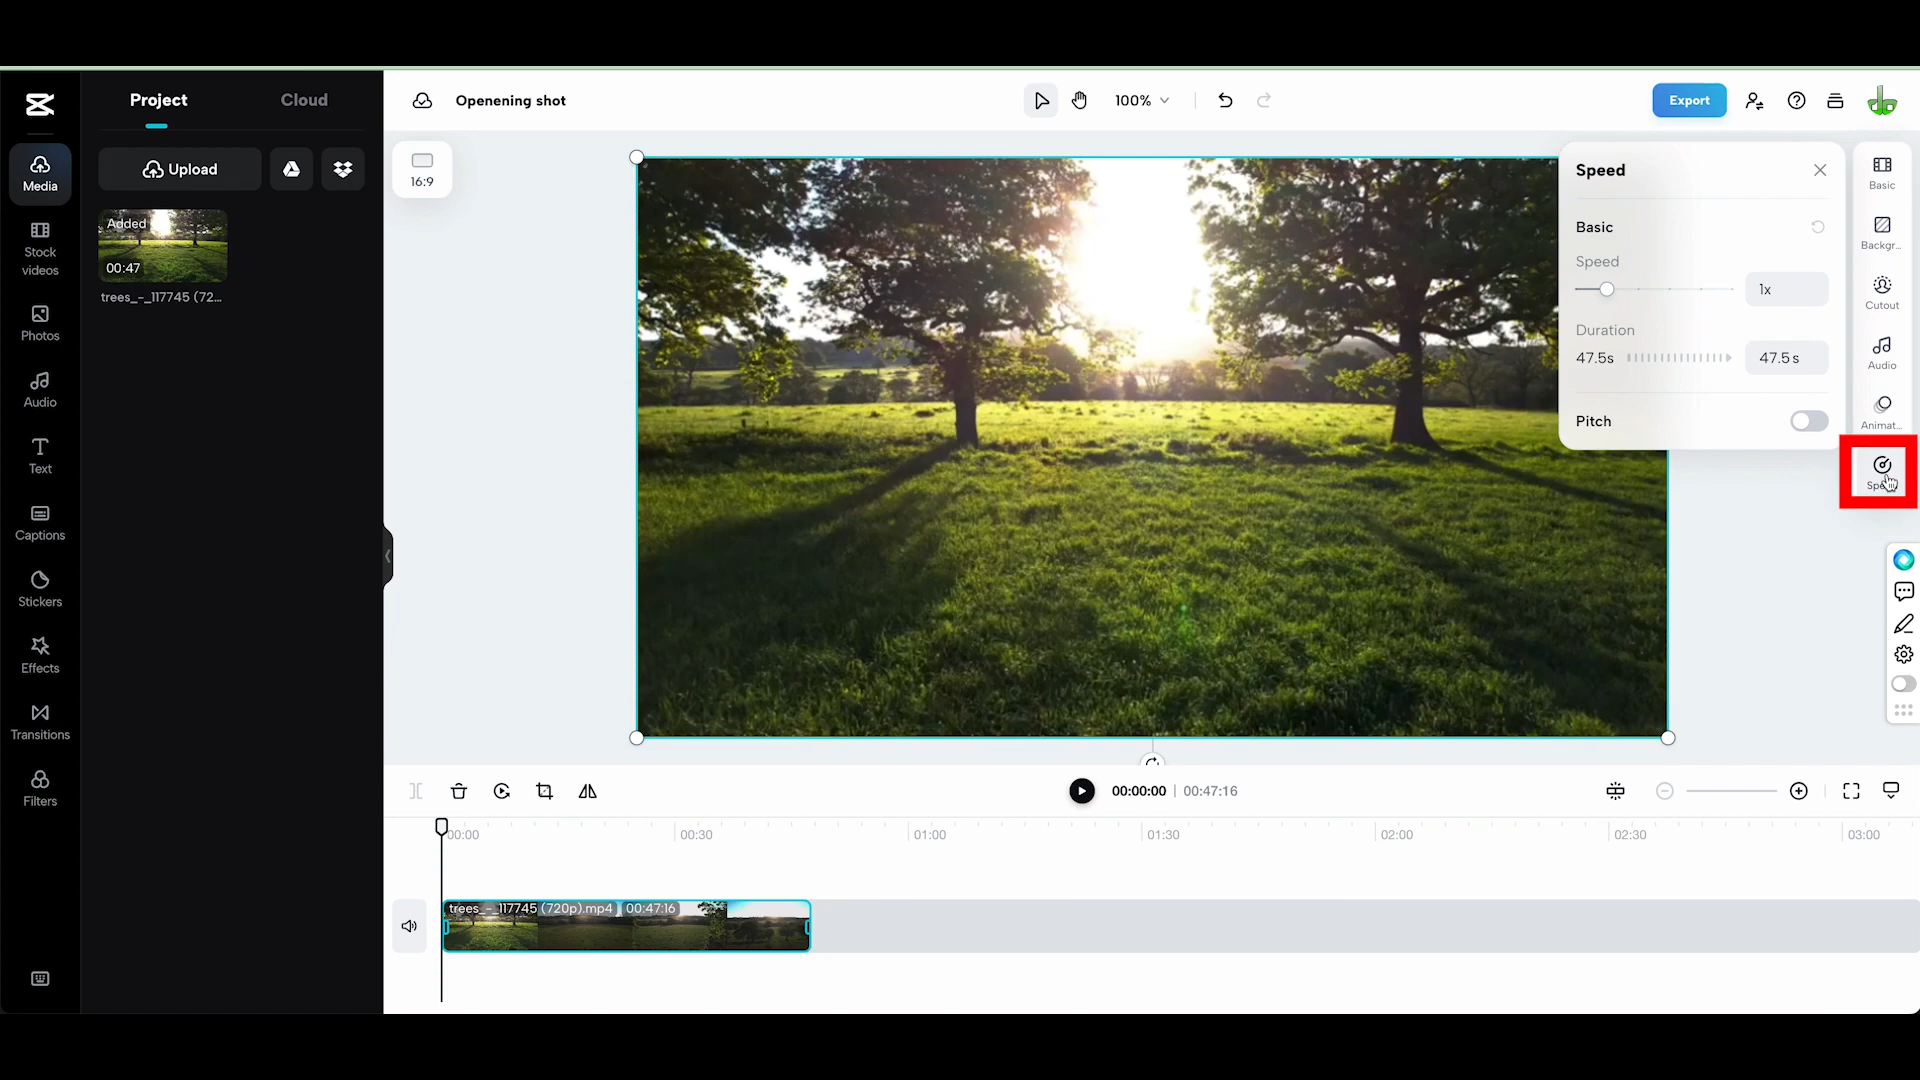 Project
Cloud
Openening shot
100%
Export
Media
Upload
16:9
Speed
Basic
Added
00:47
trees_-_117745 (72...
Basic
Backgr...
Speed
1x
Cutout
Duration
47.5s
47.5s
Audio
Pitch
Animat...
Stock
videos
Photos
Audio
Text
Captions
Stickers
Effects
Transitions
Filters
00:00:00 | 00:47:16
00:00
00:30
01:00
01:30
02:00
02:30
03:00
trees_-_117745 (720p).mp4 00:47:16